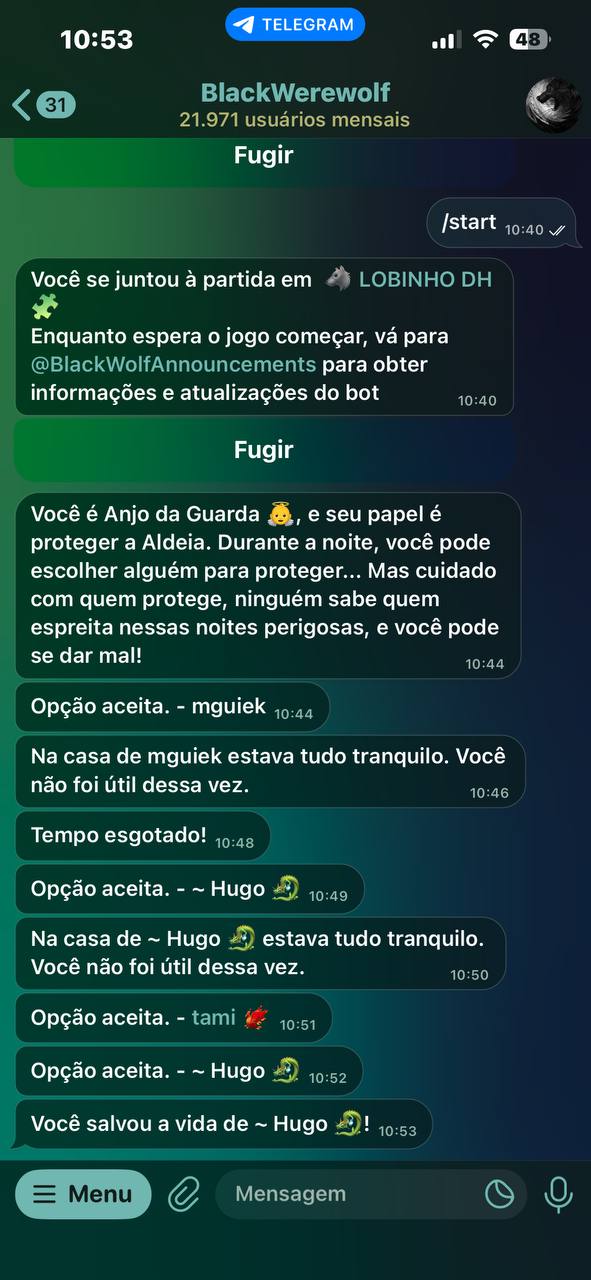 10:53
TELEGRAM
48
31
BlackWerewolf
21.971 usuários mensais
Fugir
/start 10:40
Você se juntou à partida em 🐺 LOBINHO DH
🧩
Enquanto espera o jogo começar, vá para
@BlackWolfAnnouncements para obter
informações e atualizações do bot 10:40
Fugir
Você é Anjo da Guarda 👼, e seu papel é
proteger a Aldeia. Durante a noite, você pode
escolher alguém para proteger... Mas cuidado
com quem protege, ninguém sabe quem
espreita nessas noites perigosas, e você pode
se dar mal! 10:44
Opção aceita. - mguiek 10:44
Na casa de mguiek estava tudo tranquilo. Você
não foi útil dessa vez. 10:46
Tempo esgotado! 10:48
Opção aceita. - ~ Hugo 🐉 10:49
Na casa de ~ Hugo 🐉 estava tudo tranquilo.
Você não foi útil dessa vez. 10:50
Opção aceita. - tami 10:51
Opção aceita. - ~ Hugo 🐉 10:52
Você salvou a vida de ~ Hugo 🐉! 10:53
Menu
Mensagem